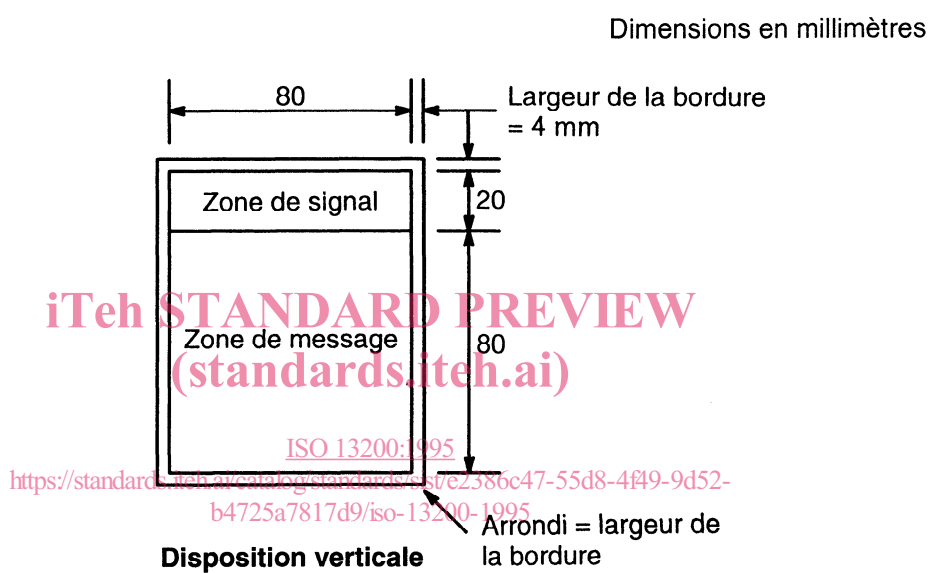 Dimensions en millimètres
80
Largeur de la bordure
= 4 mm
Zone de signal
20
iTeh STANDARD PREVIEW
Zone de message
80
(standards.iteh.ai)
ISO 13200:1995
https://standards.iteh.ai/catalog/standards/sist/e2386c47-55d8-4f49-9d52-
b4725a7817d9/iso-13200-1995
Arrondi = largeur de
la bordure
Disposition verticale